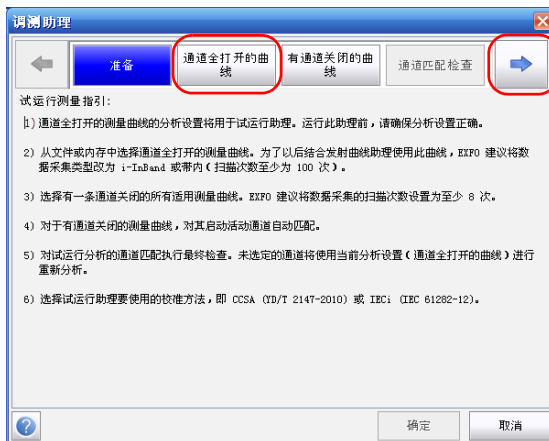 调测助理
准备
通道全打开的曲
线
有通道关闭的曲
线
通道匹配检查
试运行测量指引:
1) 通道全打开的测量曲线的分析设置将用于试运行助理。运行此助理前，请确保分析设置正确。
2) 从文件或内存中选择通道全打开的测量曲线。为了以后结合发射曲线助理使用此曲线，EXFO 建议将数
据采集类型改为 i-InBand 或带内（扫描次数至少为 100 次）。
3) 选择有一条通道关闭的所有适用测量曲线。EXFO 建议将数据采集的扫描次数设置为至少 8 次。
4) 对于有通道关闭的测量曲线，对其启动活动通道自动匹配。
5) 对试运行分析的通道匹配执行最终检查。未选定的通道将使用当前分析设置（通道全打开的曲线）进行
重新分析。
6) 选择试运行助理要使用的校准方法，即 CCSA (YD/T 2147-2010) 或 IECi (IEC 61282-12)。
确定
取消